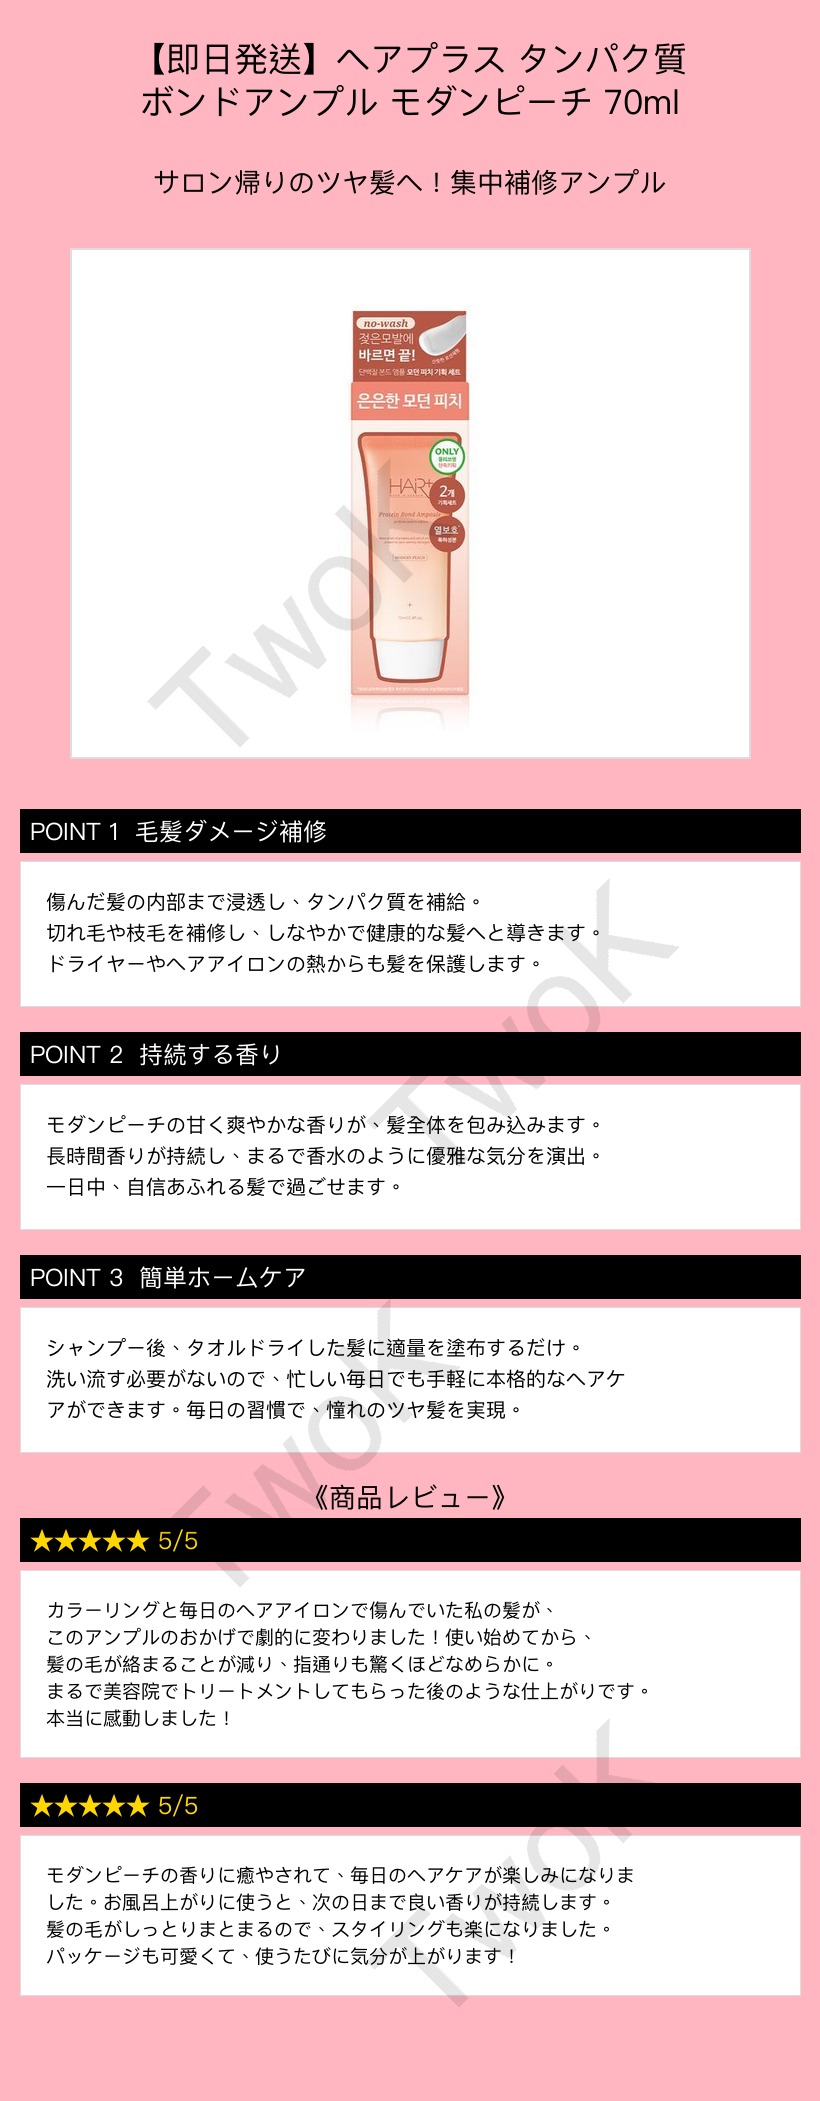 【即日発送】ヘアプラス タンパク質
ボンドアンプル モダンピーチ 70ml
サロン帰りのツヤ髪へ！集中補修アンプル
no-wash
젖은모발에
바르면 끝!
단백질 본드 앰플 모던 피치 기획 세트
은은한 모던 피치
ONLY
올리브영
단독기획
HAIR+
2개
기획세트
Protein Bond Ampoule
열보호
특허성분
MODERN PEACH
TwoK
POINT 1 毛髪ダメージ補修
傷んだ髪の内部まで浸透し、タンパク質を補給。
切れ毛や枝毛を補修し、しなやかで健康的な髪へと導きます。
ドライヤーやヘアアイロンの熱からも髪を保護します。
TwoK
POINT 2 持続する香り
モダンピーチの甘く爽やかな香りが、髪全体を包み込みます。
長時間香りが持続し、まるで香水のように優雅な気分を演出。
一日中、自信あふれる髪で過ごせます。
POINT 3 簡単ホームケア
シャンプー後、タオルドライした髪に適量を塗布するだけ。
洗い流す必要がないので、忙しい毎日でも手軽に本格的なヘアケ
アができます。毎日の習慣で、憧れのツヤ髪を実現。
TwoK
《商品レビュー》
★★★★★ 5/5
カラーリングと毎日のヘアアイロンで傷んでいた私の髪が、
このアンプルのおかげで劇的に変わりました！使い始めてから、
髪の毛が絡まることが減り、指通りも驚くほどなめらかに。
まるで美容院でトリートメントしてもらった後のような仕上がりです。
本当に感動しました！
★★★★★ 5/5
モダンピーチの香りに癒やされて、毎日のヘアケアが楽しみになりま
した。お風呂上がりに使うと、次の日まで良い香りが持続します。
髪の毛がしっとりまとまるので、スタイリングも楽になりました。
パッケージも可愛くて、使うたびに気分が上がります！
TwoK